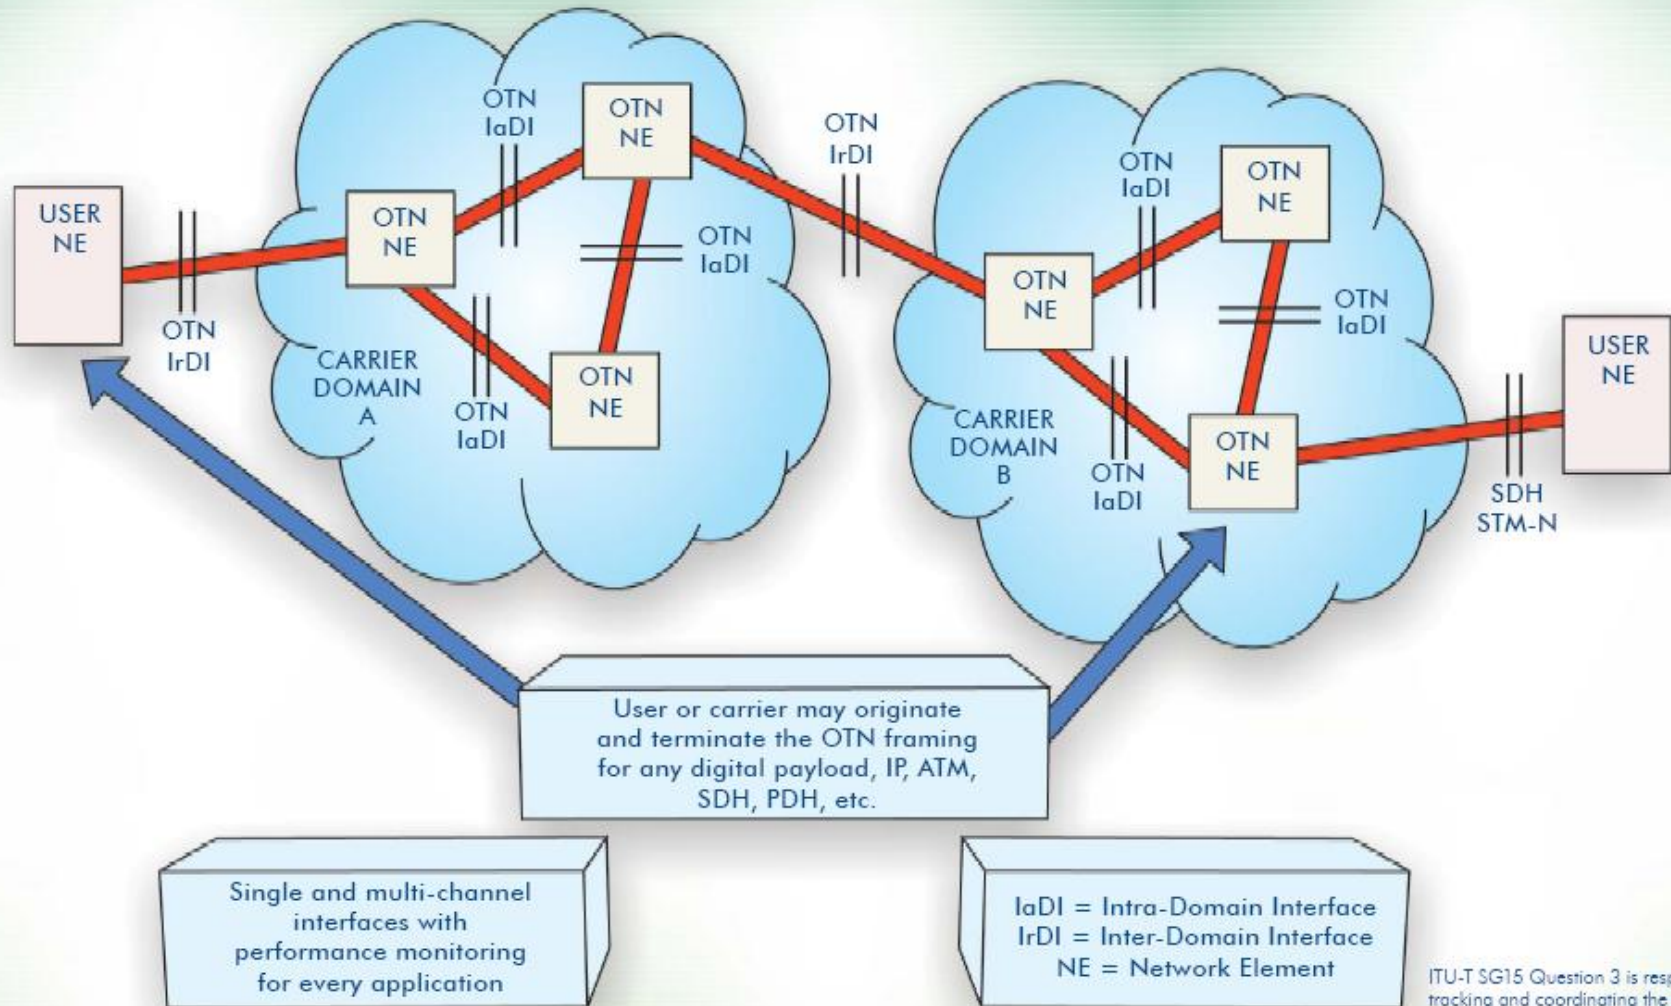 OTN
IaDI
OTN
NE
OTN
IrDI
OTN
IaDI
OTN
NE
USER
NE
OTN
NE
OTN
IaDI
OTN
NE
OTN
IaDI
OTN
IrDI
CARRIER
DOMAIN
A
OTN
NE
OTN
IaDI
USER
NE
CARRIER
DOMAIN
B
OTN
IaDI
OTN
NE
SDH
STM-N
User or carrier may originate
and terminate the OTN framing
for any digital payload, IP, ATM,
SDH, PDH, etc.
Single and multi-channel
interfaces with
performance monitoring
for every application
IaDI = Intra-Domain Interface
IrDI = Inter-Domain Interface
NE = Network Element
ITU-T SG15 Question 3 is
tracking and coordinating the